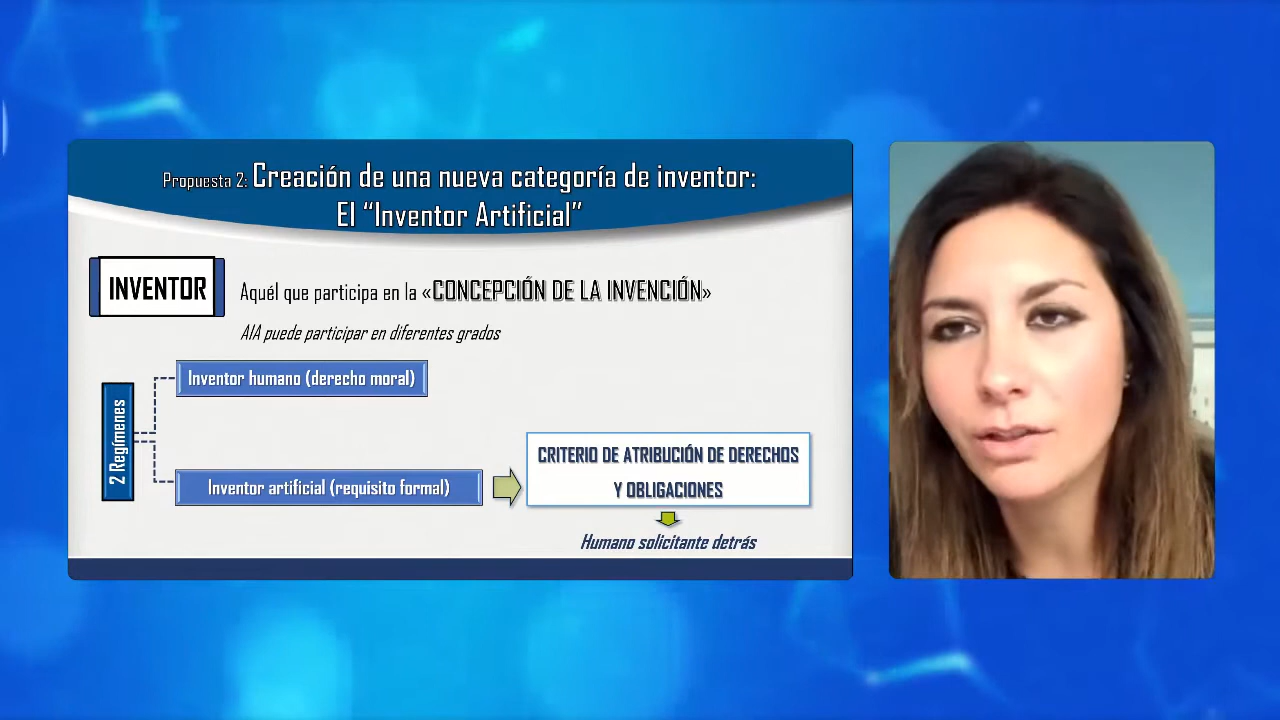 Propuesta 2: Creación de una nueva categoría de inventor:
El “Inventor Artificial”
INVENTOR
Aquél que participa en la «CONCEPCIÓN DE LA INVENCIÓN»
AIA puede participar en diferentes grados
2 Regímenes
Inventor humano (derecho moral)
Inventor artificial (requisito formal)
CRITERIO DE ATRIBUCIÓN DE DERECHOS
Y OBLIGACIONES
Humano solicitante detrás